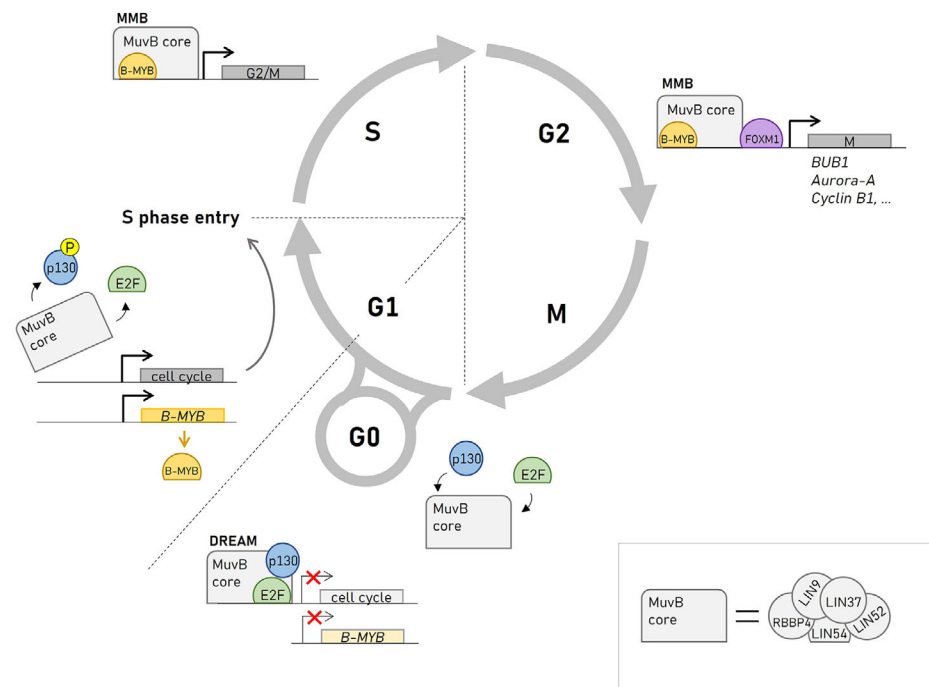 MMB
MuvB core
B-MYB
G2/M
S
G2
MMB
MuvB core
B-MYB
FOXM1
M
BUB1
Aurora-A
Cyclin B1, ...
S phase entry
P
p130
E2F
MuvB
core
cell cycle
B-MYB
B-MYB
G1
M
G0
p130
E2F
MuvB
core
DREAM
MuvB
core
p130
E2F
cell cycle
B-MYB
MuvB
core
=
LIN9
LIN37
RBBP4
LIN54
LIN52